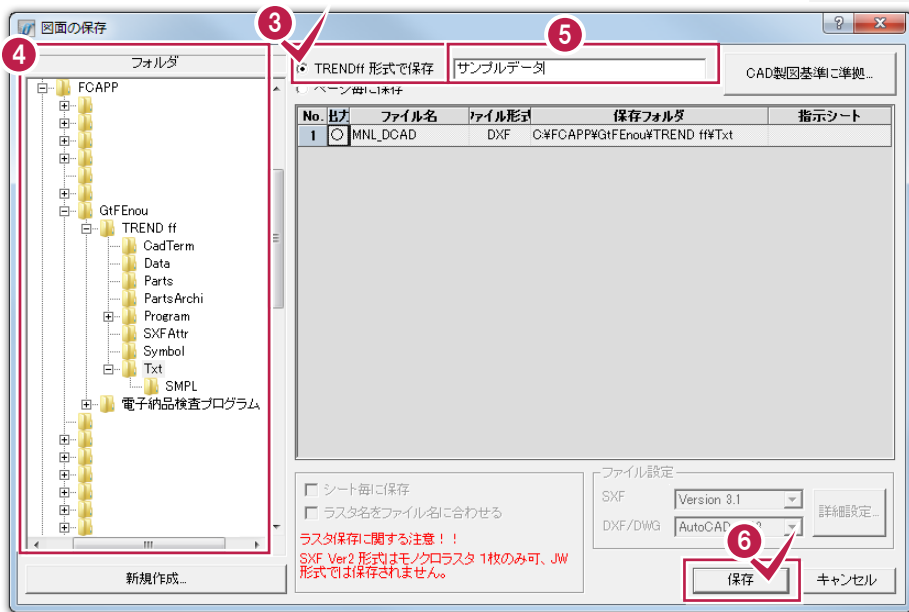 図面の保存
?
×
3
4
5
フォルダ
TRENDff 形式で保存
サンプルデータ
CAD製図基準に準拠...
ページ毎に保存
FCAPP
GtFEnou
TREND ff
CadTerm
Data
Parts
PartsArchi
Program
SXFAttr
Symbol
Txt
SMPL
電子納品検査プログラム
No. 出力 ファイル名 ファイル形式 保存フォルダ 指示シート
1 ○ MNL_DCAD DXF C:¥FCAPP¥GtFEnou¥TREND ff¥Txt
シート毎に保存
ラスタ名をファイル名に合わせる
ラスタ保存に関する注意！！
SXF Ver2 形式はモノクロラスタ 1枚のみ可、JW
形式では保存されません。
ファイル設定
SXF Version 3.1
詳細設定...
DXF/DWG AutoCAD
6
新規作成...
保存
キャンセル